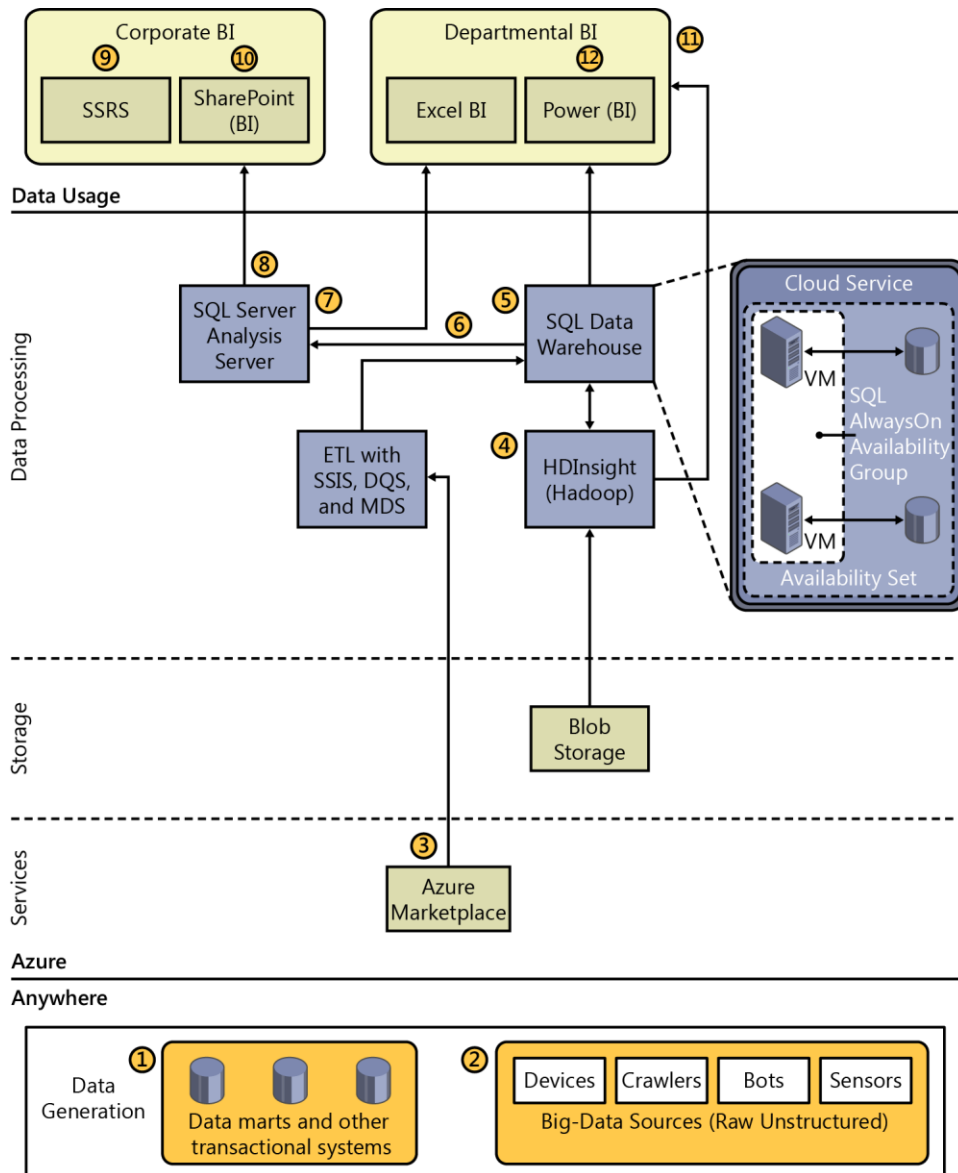 Corporate BI
9
10
SSRS
SharePoint
(BI)
Departmental BI
11
12
Excel BI
Power (BI)
Data Usage
Data Processing
8
7
SQL Server
Analysis
Server
6
5
SQL Data
Warehouse
ETL with
SSIS, DQS,
and MDS
4
HDInsight
(Hadoop)
Cloud Service
VM
SQL
AlwaysOn
Availability
Group
VM
Availability Set
Storage
Blob
Storage
Services
3
Azure
Marketplace
Azure
Anywhere
Data
Generation
1
Data marts and other
transactional systems
2
Devices
Crawlers
Bots
Sensors
Big-Data Sources (Raw Unstructured)